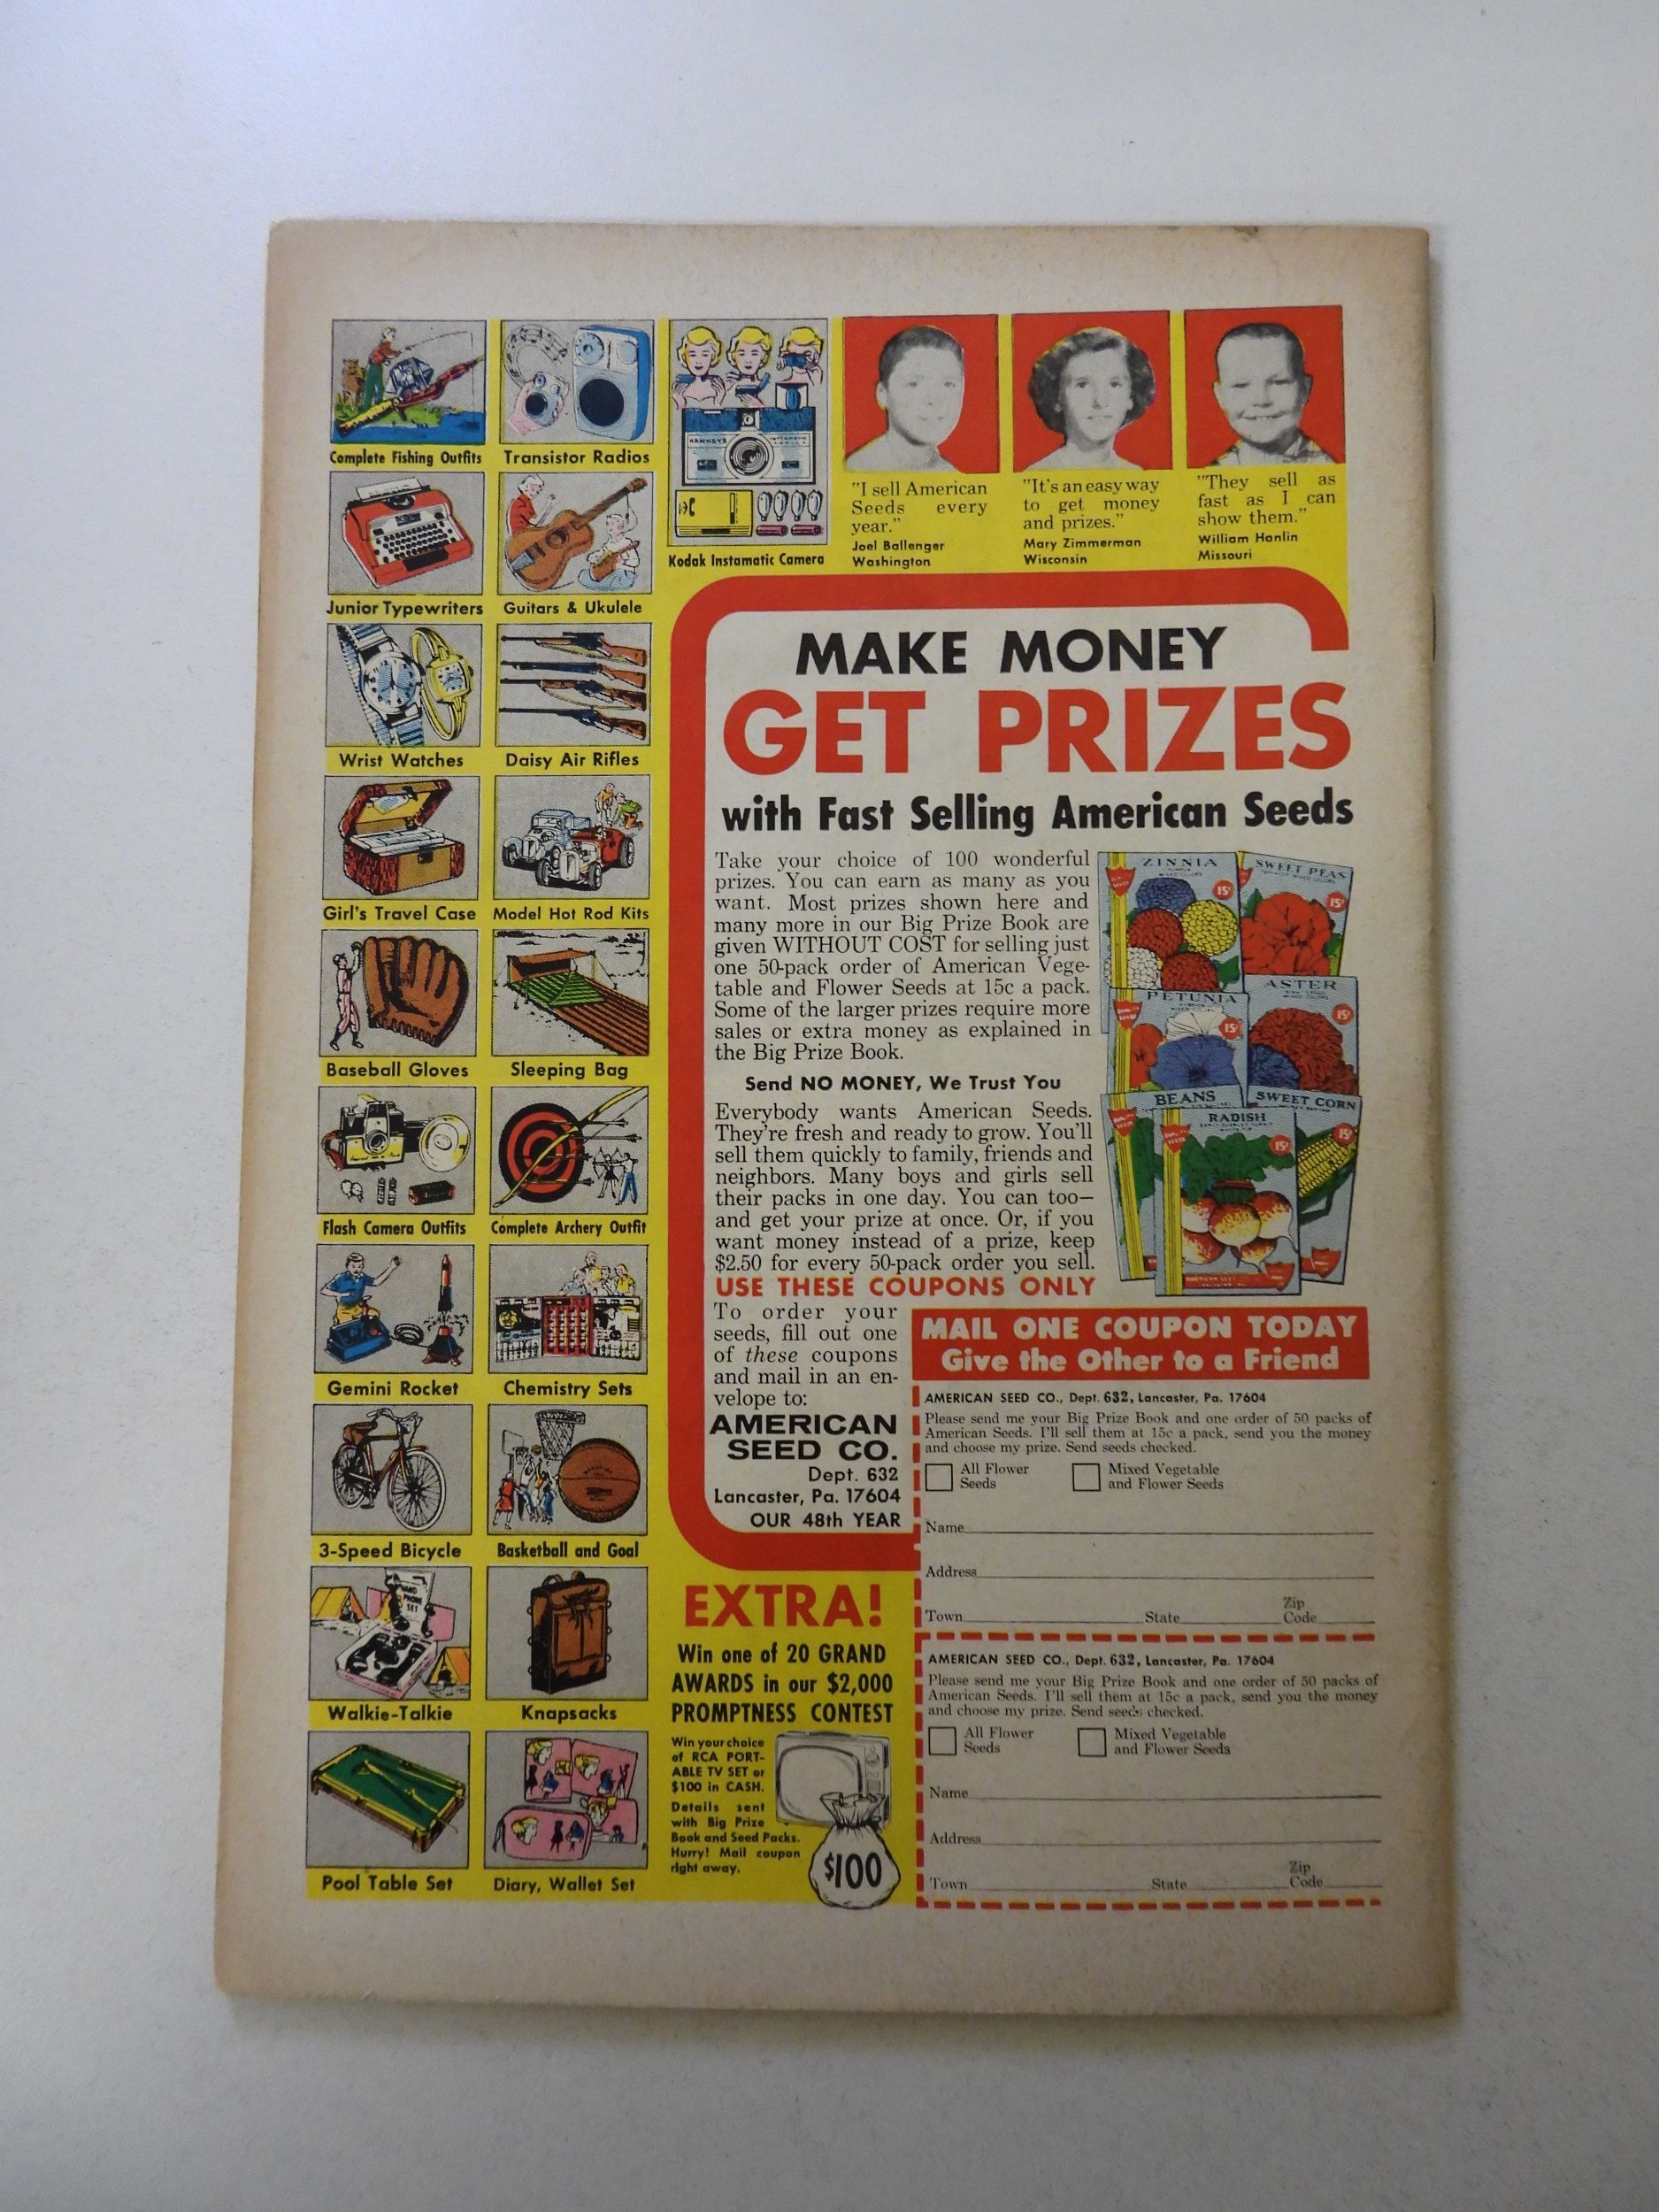 Complete Fishing Outfits
Transistor Radios
Junior Typewriters
Guitars & Ukulele
Wrist Watches
Daisy Air Rifles
Girl's Travel Case
Model Hot Rod Kits
Baseball Gloves
Sleeping Bag
Flash Camera Outfits
Complete Archery Outfit
Gemini Rocket
Chemistry Sets
3-Speed Bicycle
Basketball and Goal
HAND
PHONE
SET
Walkie-Talkie
Knapsacks
Pool Table Set
Diary, Wallet Set
HAWKEYE
Kodak Instamatic Camera
"I sell American
Seeds every
year."
Joel Ballenger
Washington
"It's an easy way
to get money
and prizes."
Mary Zimmerman
Wisconsin
"They sell as
fast as I can
show them."
William Hanlin
Missouri
MAKE MONEY
GET PRIZES
with Fast Selling American Seeds
Take your choice of 100 wonderful
prizes. You can earn as many as you
want. Most prizes shown here and
many more in our Big Prize Book are
given WITHOUT COST for selling just
one 50-pack order of American Vege-
table and Flower Seeds at 15c a pack.
Some of the larger prizes require more
sales or extra money as explained in
the Big Prize Book.
Send NO MONEY, We Trust You
Everybody wants American Seeds.
They're fresh and ready to grow. You'll
sell them quickly to family, friends and
neighbors. Many boys and girls sell
their packs in one day. You can too—
and get your prize at once. Or, if you
want money instead of a prize, keep
$2.50 for every 50-pack order you sell.
USE THESE COUPONS ONLY
ZINNIA
15¢
SWEET PEAS
15¢
PETUNIA
15¢
ASTER
15¢
BEANS
SWEET CORN
15¢
RADISH
15¢
To order your
seeds, fill out one
of these coupons
and mail in an en-
velope to:
AMERICAN
SEED CO.
Dept. 632
Lancaster, Pa. 17604
OUR 48th YEAR
MAIL ONE COUPON TODAY
Give the Other to a Friend
AMERICAN SEED CO., Dept. 632, Lancaster, Pa. 17604
Please send me your Big Prize Book and one order of 50 packs of
American Seeds. I'll sell them at 15c a pack, send you the money
and choose my prize. Send seeds checked.
All Flower
Seeds
Mixed Vegetable
and Flower Seeds
Name
Address
Town State Zip
Code
AMERICAN SEED CO., Dept. 632, Lancaster, Pa. 17604
Please send me your Big Prize Book and one order of 50 packs of
American Seeds. I'll sell them at 15c a pack, send you the money
and choose my prize. Send seeds checked.
All Flower
Seeds
Mixed Vegetable
and Flower Seeds
Name
Address
Town State Zip
Code
EXTRA!
Win one of 20 GRAND
AWARDS in our $2,000
PROMPTNESS CONTEST
Win your choice
of RCA PORT-
ABLE TV SET or
$100 in CASH.
Details sent
with Big Prize
Book and Seed Packs.
Hurry! Mail coupon
right away.
$100